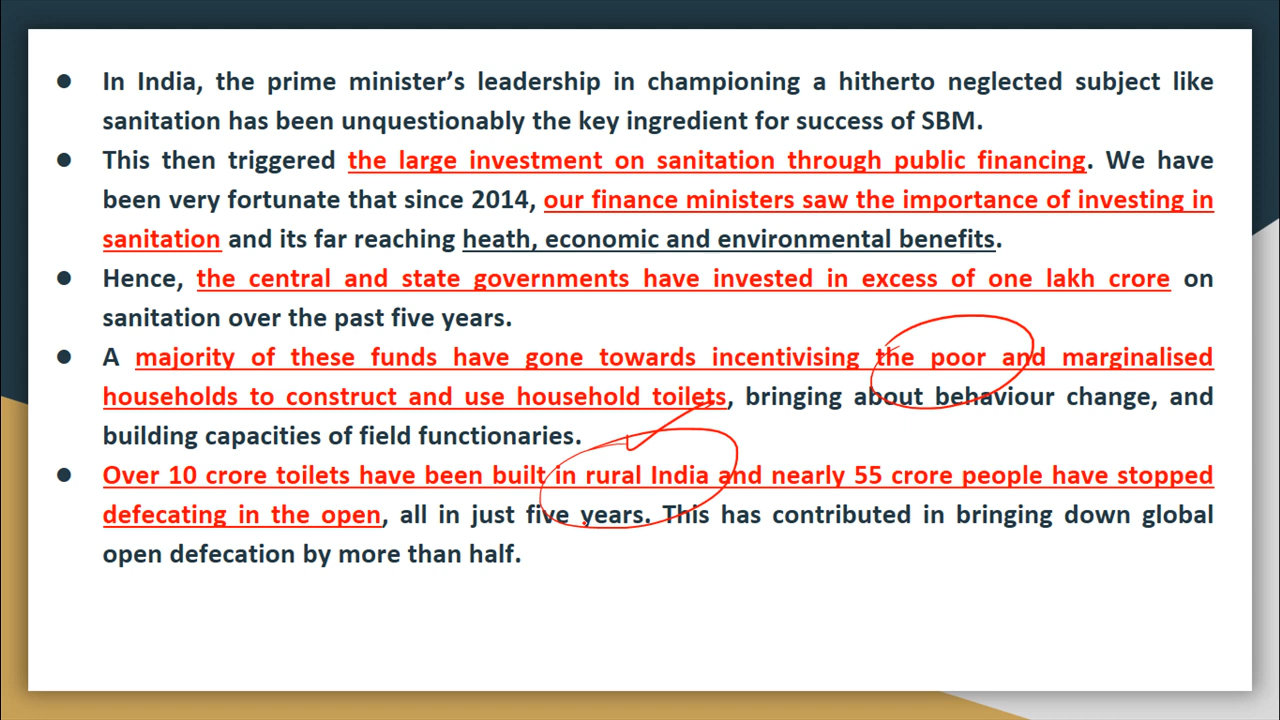 ● In India, the prime minister's leadership in championing a hitherto neglected subject like
sanitation has been unquestionably the key ingredient for success of SBM.
● This then triggered the large investment on sanitation through public financing. We have
been very fortunate that since 2014, our finance ministers saw the importance of investing in
sanitation and its far reaching heath, economic and environmental benefits.
● Hence, the central and state governments have invested in excess of one lakh crore on
sanitation over the past five years.
● A majority of these funds have gone towards incentivising the poor and marginalised
households to construct and use household toilets, bringing about behaviour change, and
building capacities of field functionaries.
● Over 10 crore toilets have been built in rural India and nearly 55 crore people have stopped
defecating in the open, all in just five years. This has contributed in bringing down global
open defecation by more than half.